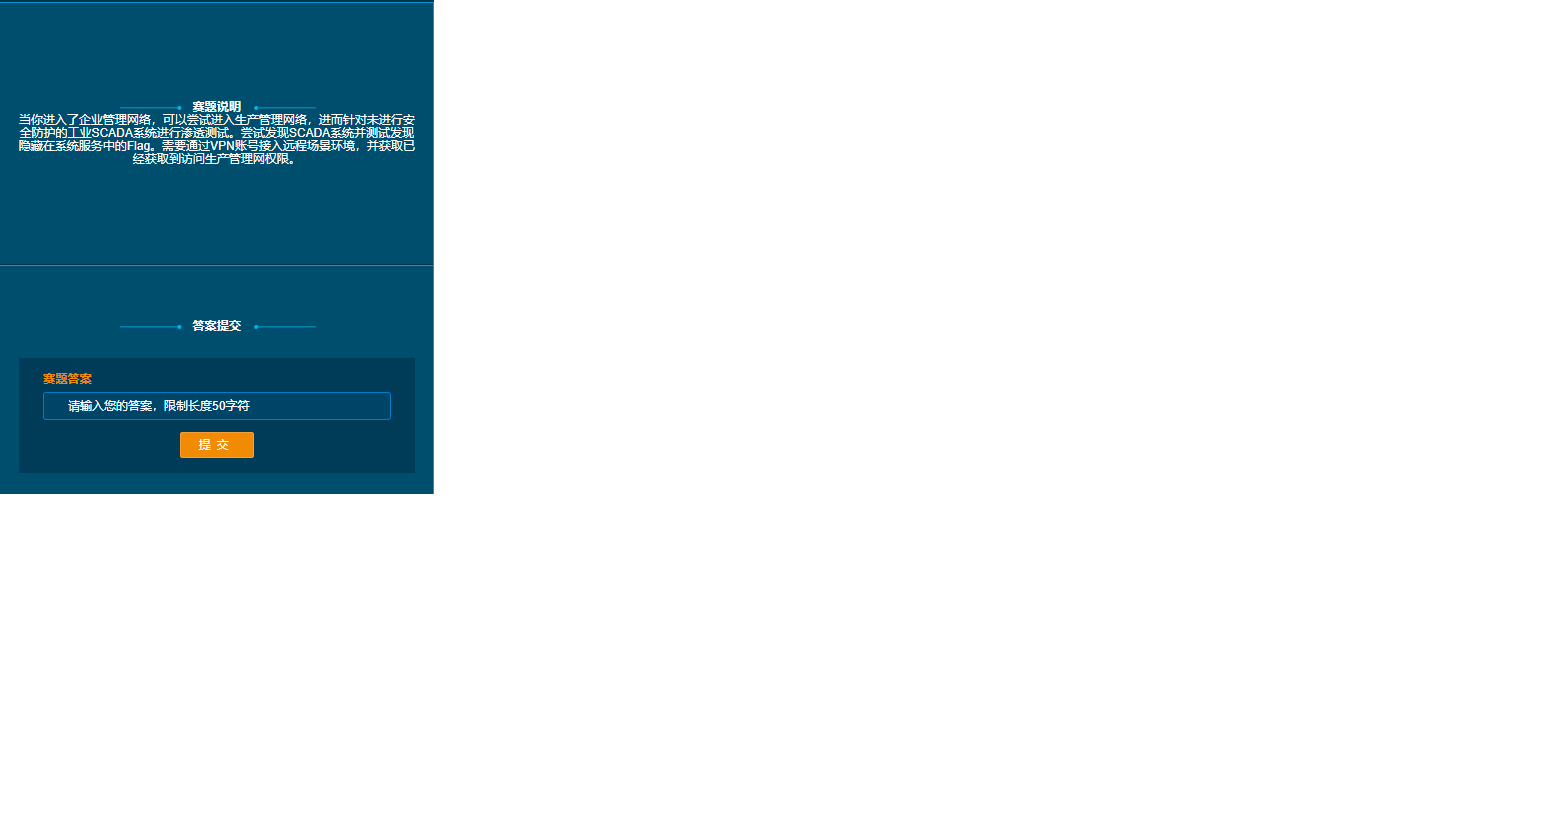 赛题说明
当你进入了企业管理网络，可以尝试进入生产管理网络，进而针对未进行安
全防护的工业SCADA系统进行渗透测试。尝试发现SCADA系统并测试发现
隐藏在系统服务中的Flag。需要通过VPN账号接入远程场景环境，并获取已
经获取到访问生产管理网权限。
答案提交
赛题答案
请输入您的答案，限制长度50字符
提 交